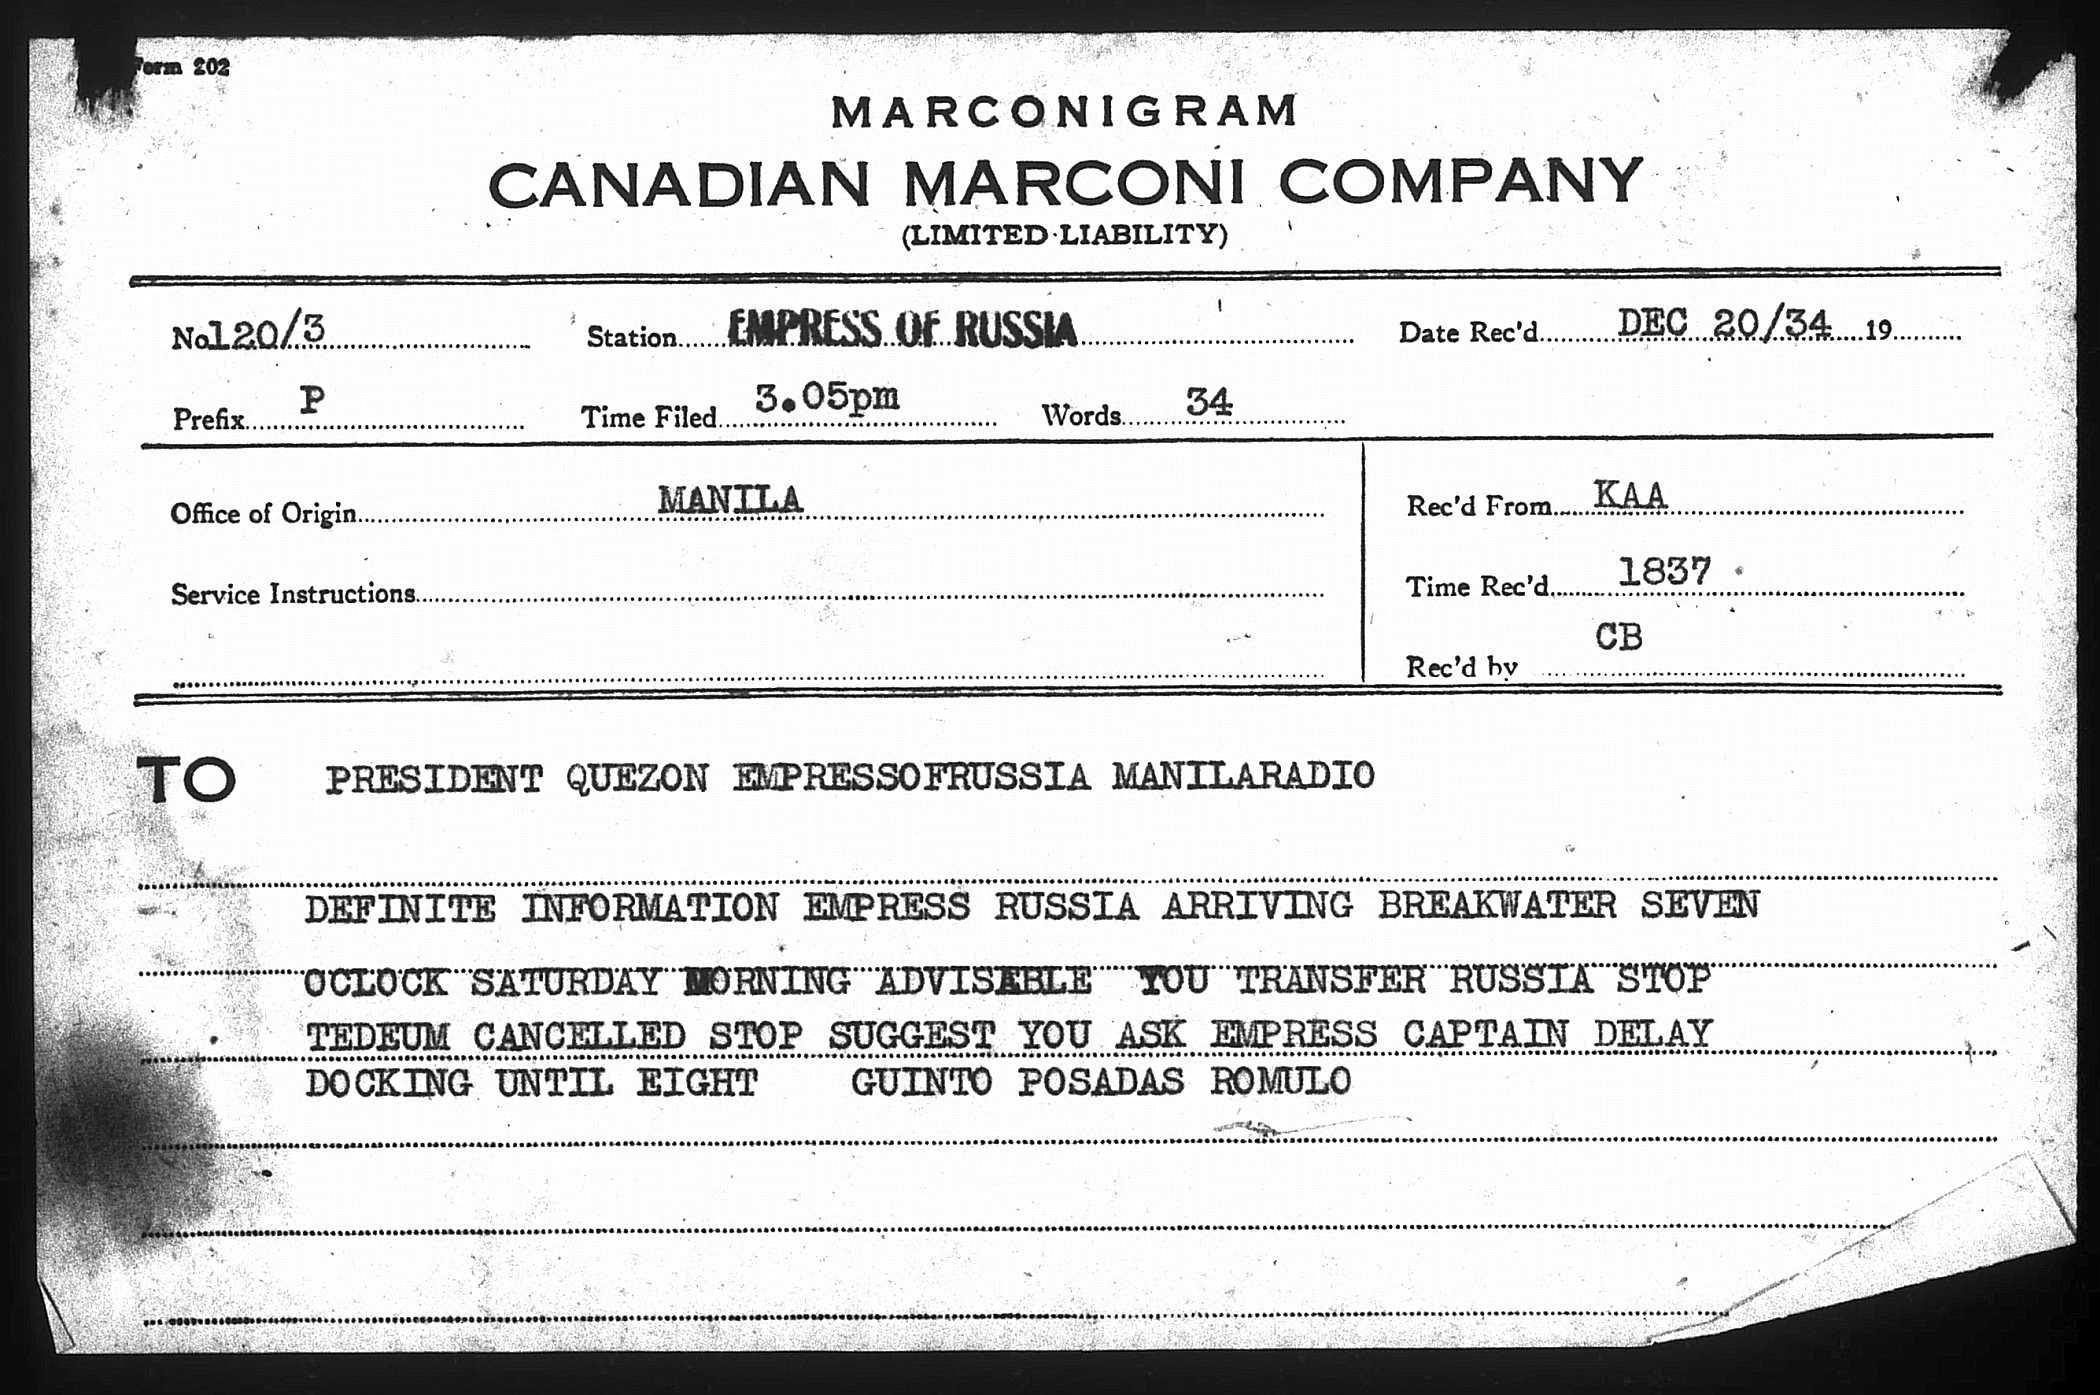 Form 202
MARCONIGRAM
CANADIAN MARCONI COMPANY
(LIMITED LIABILITY)
No120/3 Station EMPRESS OF RUSSIA Date Rec'd DEC 20/34 19
Prefix P Time Filed 3.05pm Words 34
Office of Origin MANILA Rec'd From KAA
Service Instructions Time Rec'd 1837
Rec'd by CB
TO PRESIDENT QUEZON EMPRESSOFRUSSIA MANILARADIO
DEFINITE INFORMATION EMPRESS RUSSIA ARRIVING BREAKWATER SEVEN
OCLOCK SATURDAY MORNING ADVISEBLE YOU TRANSFER RUSSIA STOP
TEDEUM CANCELLED STOP SUGGEST YOU ASK EMPRESS CAPTAIN DELAY
DOCKING UNTIL EIGHT GUINTO POSADAS ROMULO